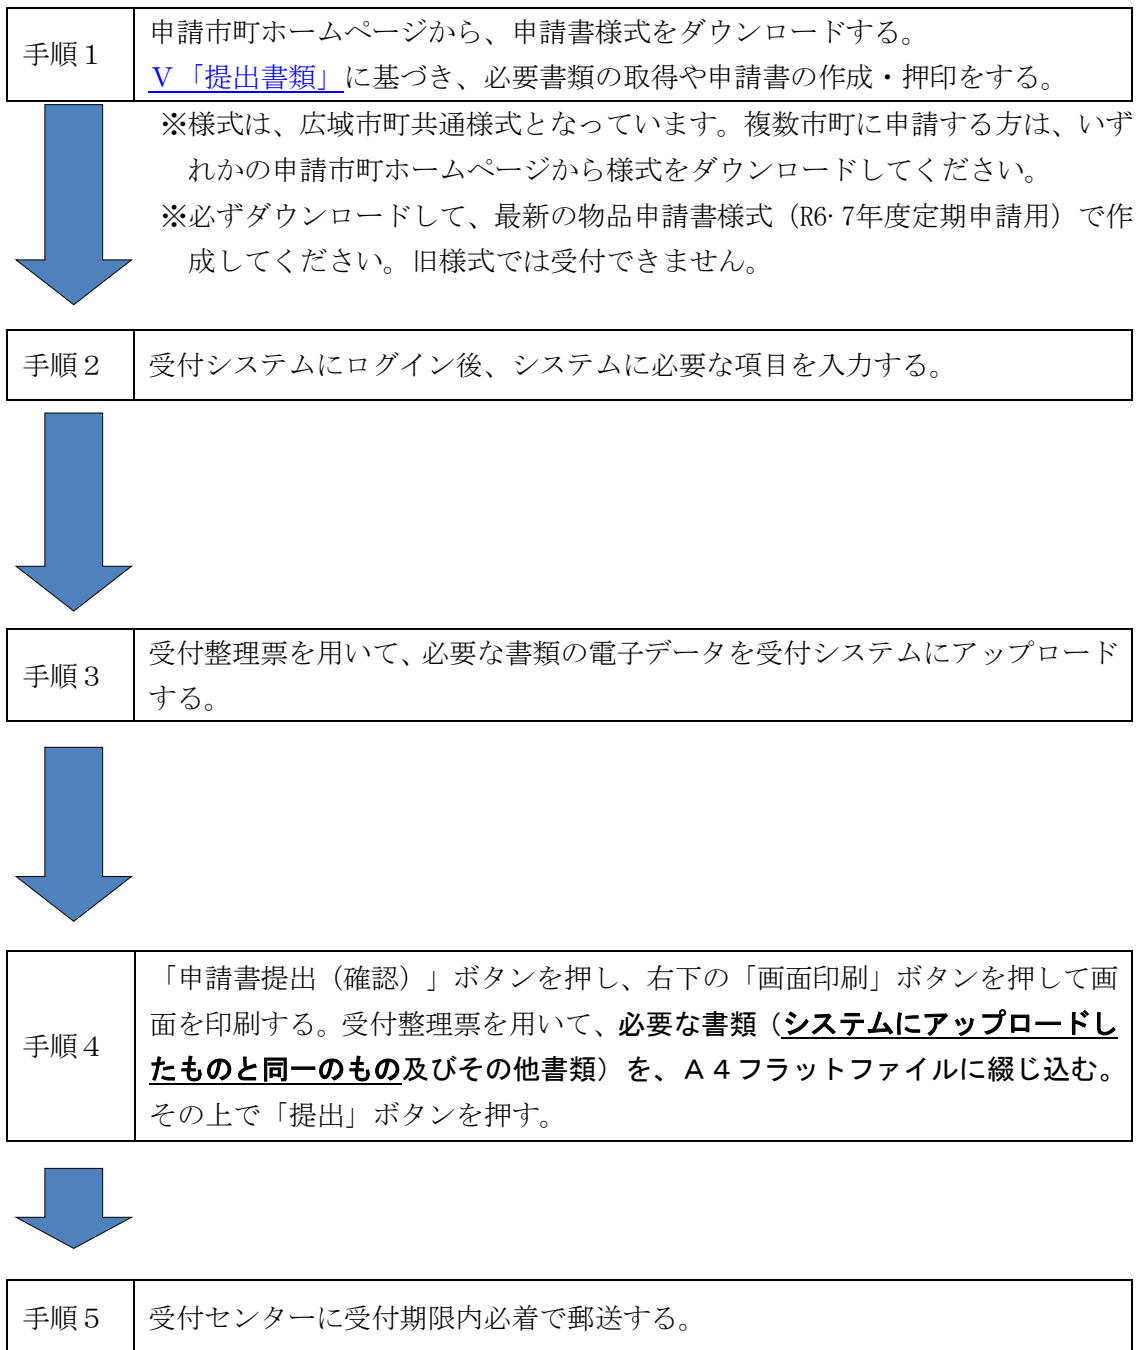 手順１
申請市町ホームページから、申請書様式をダウンロードする。
Ⅴ「提出書類」に基づき、必要書類の取得や申請書の作成・押印をする。
※様式は、広域市町共通様式となっています。複数市町に申請する方は、いず
れかの申請市町ホームページから様式をダウンロードしてください。
※必ずダウンロードして、最新の物品申請書様式（R6･7年度定期申請用）で作
成してください。旧様式では受付できません。
手順２
受付システムにログイン後、システムに必要な項目を入力する。
手順３
受付整理票を用いて、必要な書類の電子データを受付システムにアップロード
する。
手順４
「申請書提出（確認）」ボタンを押し、右下の「画面印刷」ボタンを押して画
面を印刷する。受付整理票を用いて、必要な書類（システムにアップロードし
たものと同一のもの及びその他書類）を、Ａ４フラットファイルに綴じ込む。
その上で「提出」ボタンを押す。
手順５
受付センターに受付期限内必着で郵送する。